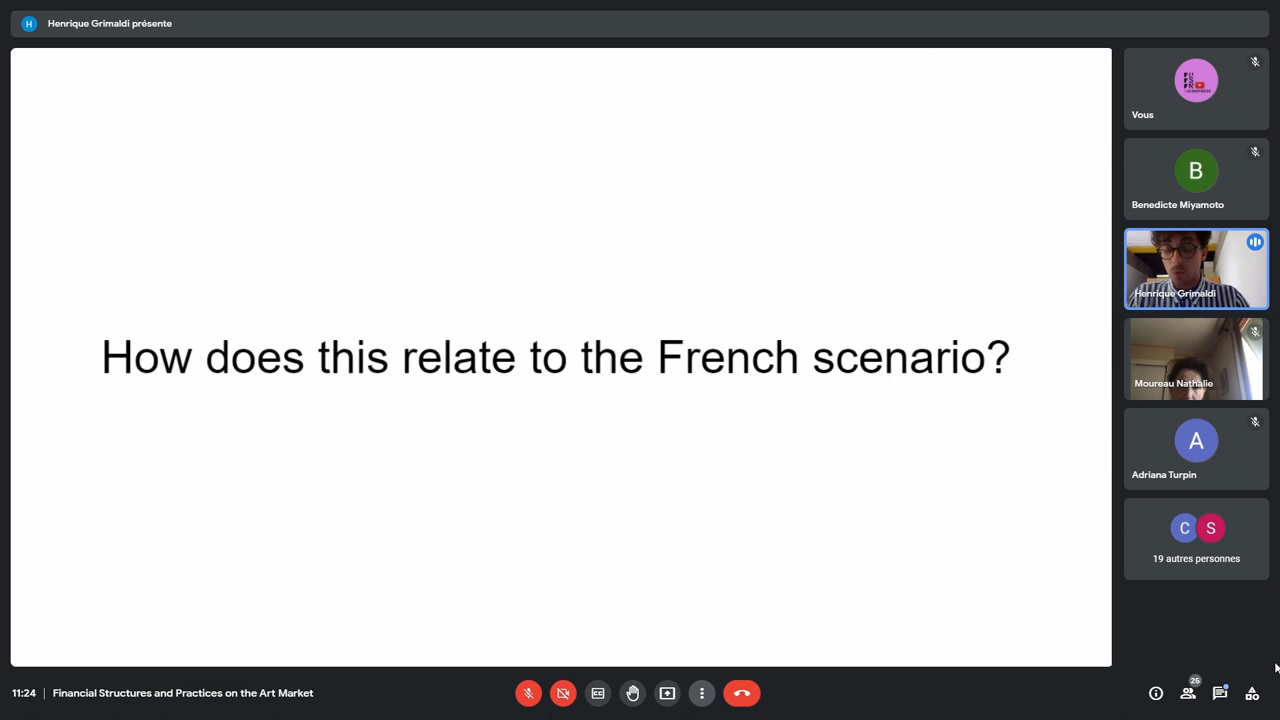 H Henrique Grimaldi présente
How does this relate to the French scenario?
Vous
B
Benedicte Miyamoto
Henrique Grimaldi
Moureau Nathalie
A
Adriana Turpin
C S
19 autres personnes
11:24 | Financial Structures and Practices on the Art Market
25